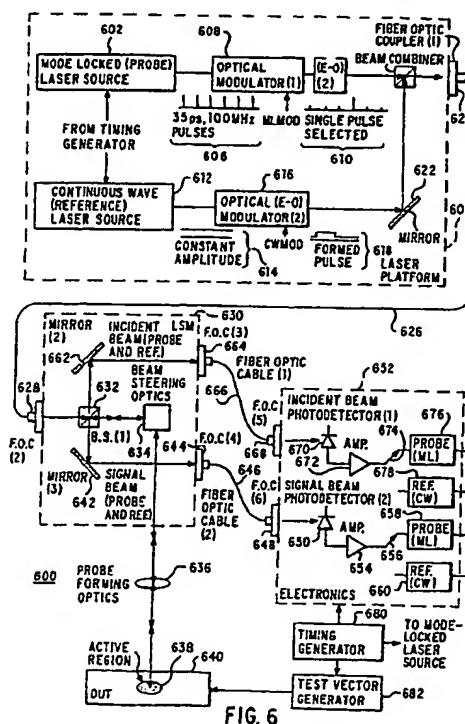 FIBER OPTIC
COUPLER (1)
602
608
(E-O)
(2)
BEAM COMBINER
MODE LOCKED (PROBE)
LASER SOURCE
OPTICAL
MODULATOR (1)
62
35ps, 100MHz
PULSES
MLMOD
SINGLE PULSE
SELECTED
FROM TIMING
GENERATOR
606
610
612
676
622
CONTINUOUS WAVE
(REFERENCE)
LASER SOURCE
OPTICAL (E-O)
MODULATOR
(2)
60
MIRROR
CWMOD
CONSTANT
AMPLITUDE
614
FORMED
PULSE
618
LASER
PLATFORM
630
626
MIRROR
(2)
INCIDENT
BEAM (PROBE
AND REF.)
LSM
F.O.C (3)
664
662
FIBER OPTIC
CABLE (1)
632
BEAM
STEERING
OPTICS
666
652
628
F.O.C
(5)
INCIDENT BEAM
PHOTODETECTOR
(1)
674
676
F.O.C
(2)
B.S.(1)
634
644
F.O.C (4)
668
670
AMP.
PROBE
(ML)
MIRROR
(3)
642
SIGNAL
BEAM
(PROBE
AND REF.)
646
672
678
REF.
(CW)
F.O.C
(6)
SIGNAL BEAM
PHOTODETECTOR (2)
658
FIBER OPTIC
CABLE
(2)
AMP.
PROBE
(ML)
648
650
654
656
660
REF.
(CW)
600
636
PROBE
FORMING
OPTICS
ELECTRONICS
680
ACTIVE
REGION
638
640
TIMING
GENERATOR
TO MODE-
LOCKED
LASER
SOURCE
DUT
TEST VECTOR
GENERATOR
682
FIG. 6